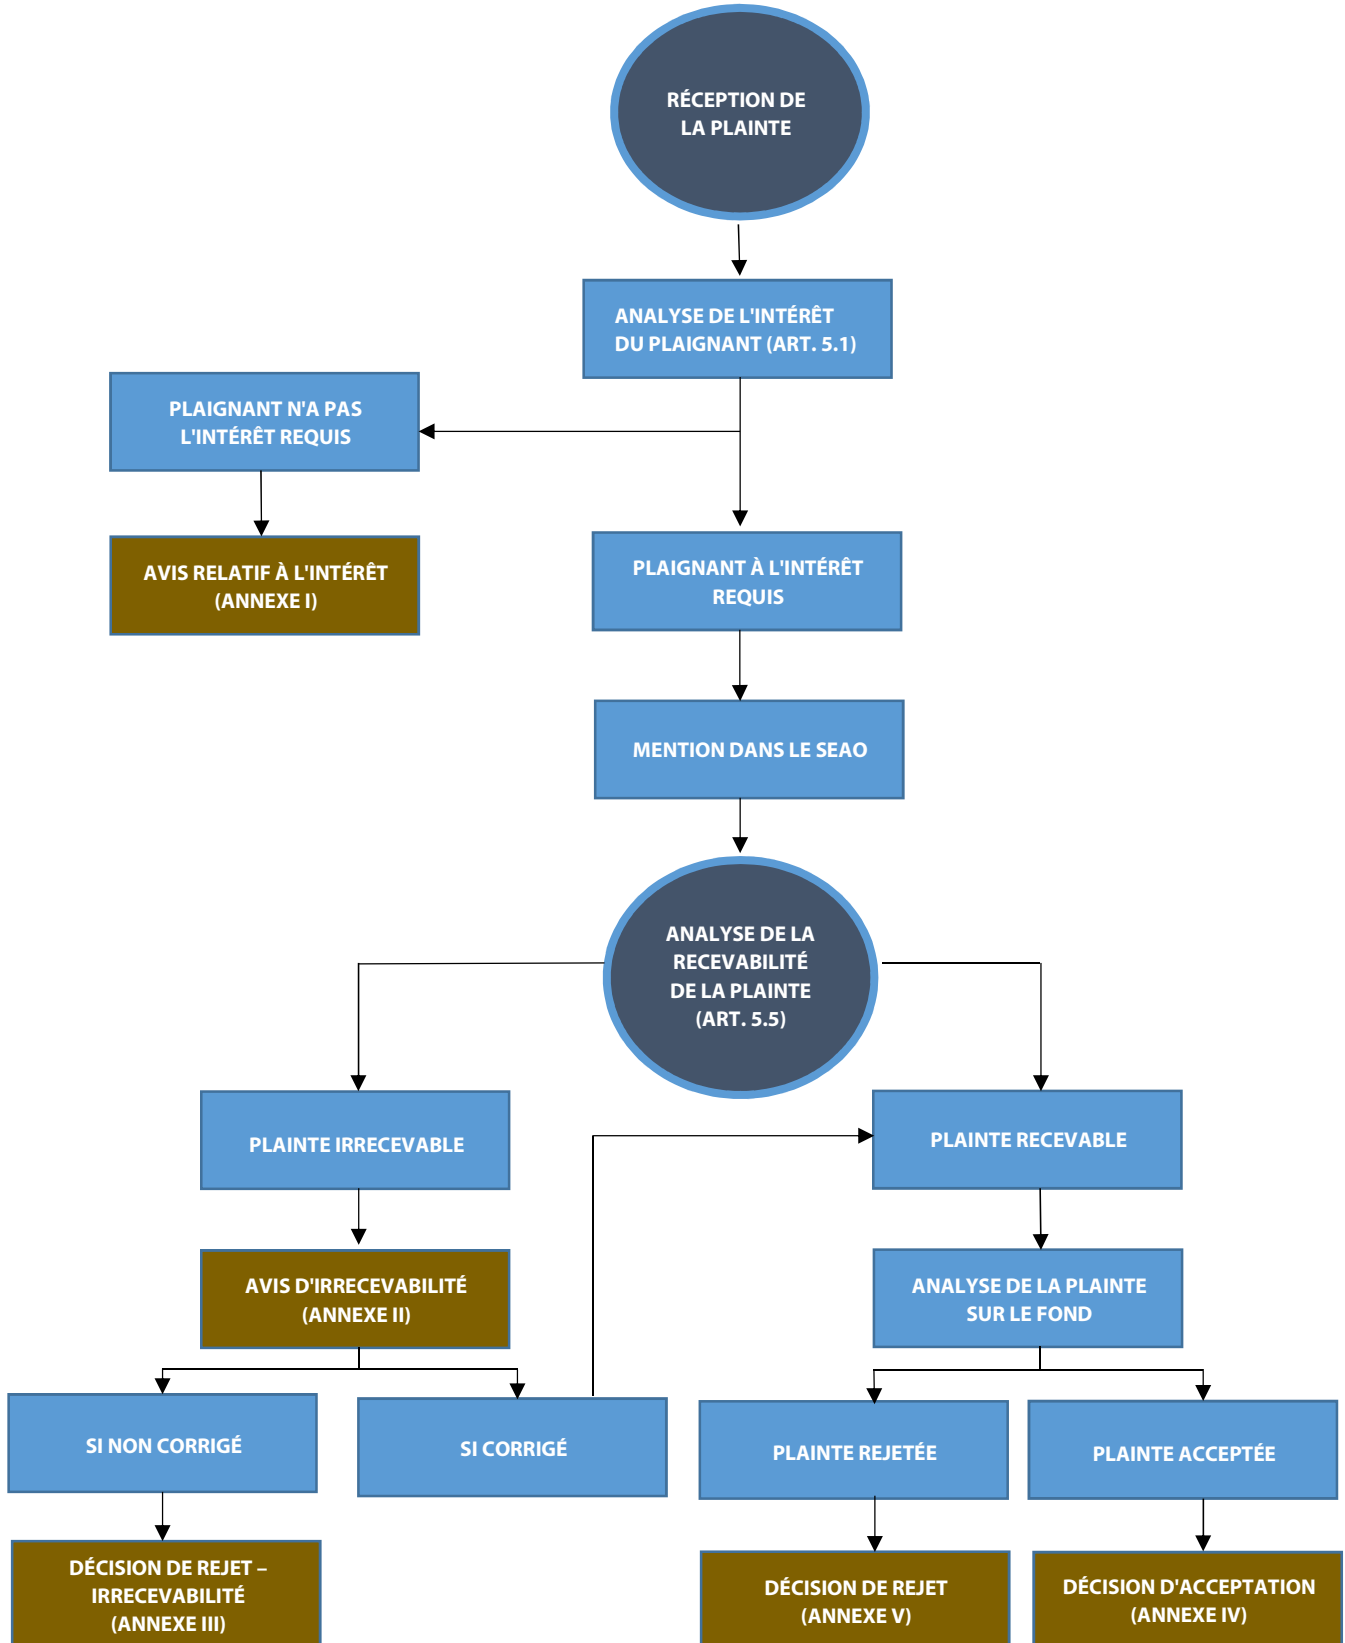 RÉCEPTION DE
LA PLAINTE
ANALYSE DE L'INTÉRÊT
DU PLAIGNANT (ART. 5.1)
PLAIGNANT N'A PAS
L'INTÉRÊT REQUIS
AVIS RELATIF À L'INTÉRÊT
(ANNEXE I)
PLAIGNANT À L'INTÉRÊT
REQUIS
MENTION DANS LE SEAO
ANALYSE DE LA
RECEVABILITÉ
DE LA PLAINTE
(ART. 5.5)
PLAINTE IRRECEVABLE
PLAINTE RECEVABLE
AVIS D'IRRECEVABILITÉ
(ANNEXE II)
ANALYSE DE LA PLAINTE
SUR LE FOND
SI NON CORRIGÉ
SI CORRIGÉ
PLAINTE REJETÉE
PLAINTE ACCEPTÉE
DÉCISION DE REJET –
IRRECEVABILITÉ
(ANNEXE III)
DÉCISION DE REJET
(ANNEXE V)
DÉCISION D'ACCEPTATION
(ANNEXE IV)